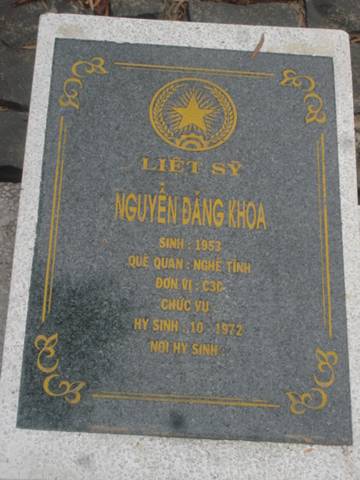 LIỆT SỸ
NGUYỄN ĐĂNG KHOA
SINH : 1953
QUÊ QUÁN : NGHỆ TĨNH
ĐƠN VỊ : C30
CHỨC VỤ
HY SINH : 10 - 1972
NƠI HY SINH :